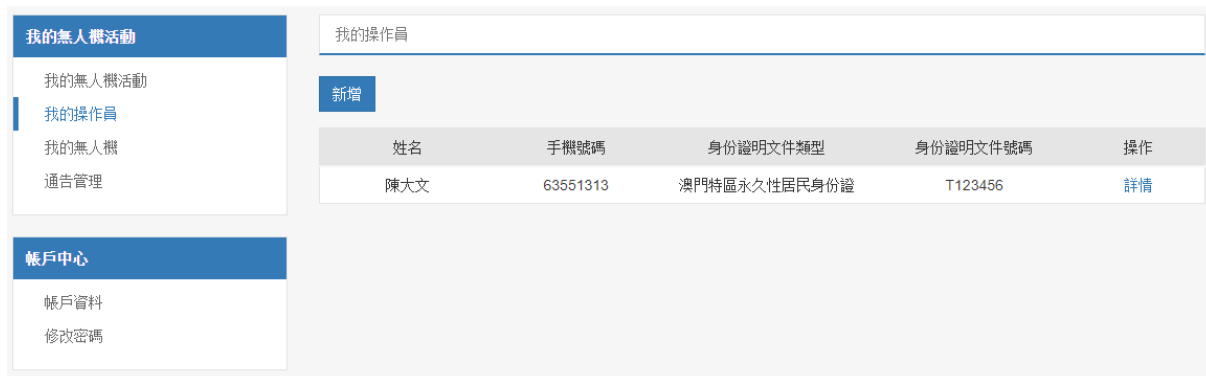 我的無人機活動
我的無人機活動
我的操作員
我的無人機
通告管理
帳戶中心
帳戶資料
修改密碼
我的操作員
新增
姓名 手機號碼 身份證明文件類型 身份證明文件號碼 操作
陳大文 63551313 澳門特區永久性居民身份證 T123456 詳情